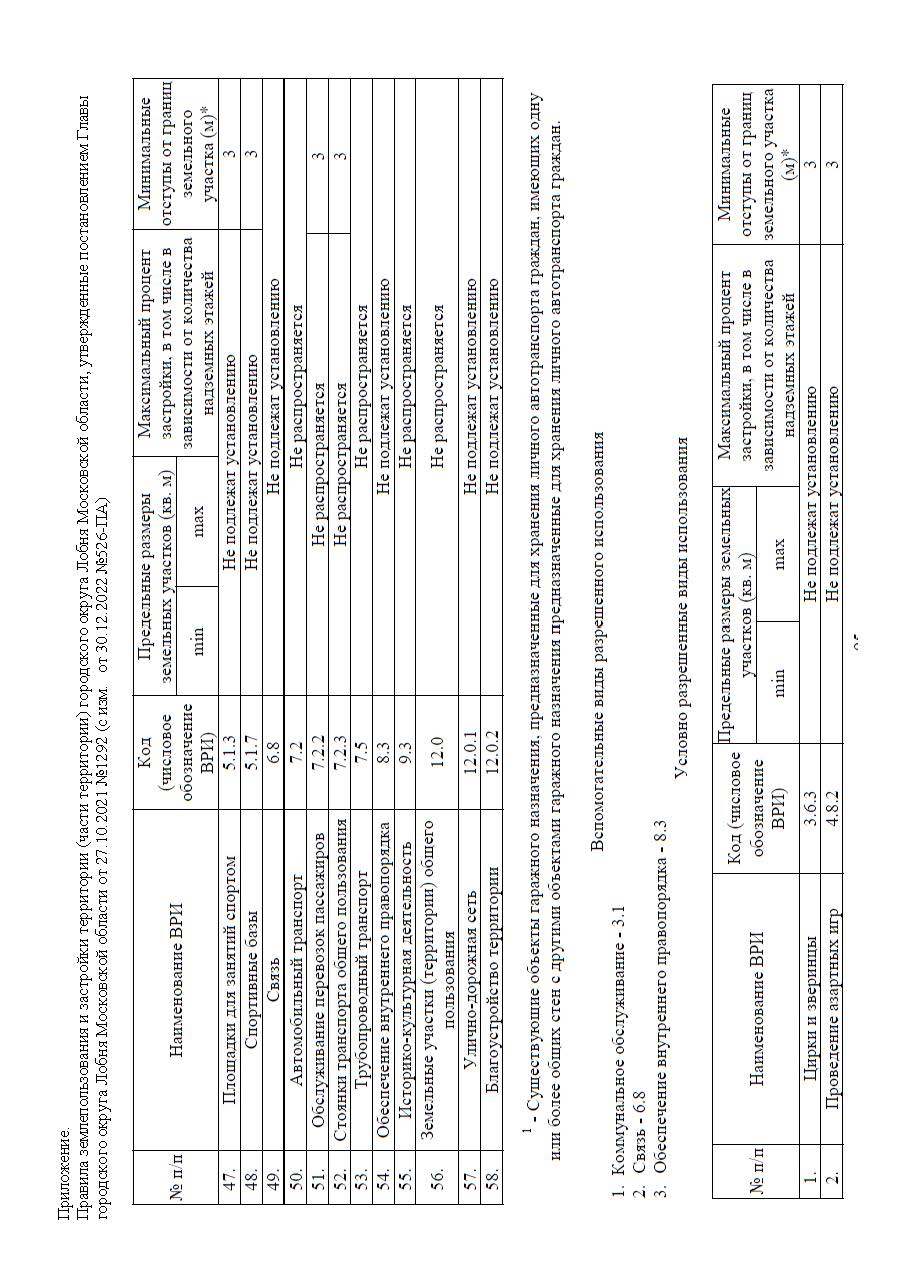 Приложение.
Правила землепользования и застройки территории (части территории) городского округа Лобня Московской области, утвержденные постановлением Главы
городского округа Лобня Московской области от 27.10.2021 №1292 (с изм. от 30.12.2022 №526-ПА)
№ п/п Наименование ВРИ Код (числовое обозначение ВРИ) Предельные размеры земельных участков (кв. м) Максимальный процент застройки, в том числе в зависимости от количества надземных этажей Минимальные отступы от границ земельного участка (м)*
min max
47. Площадки для занятий спортом 5.1.3 Не подлежат установлению 3
48. Спортивные базы 5.1.7 Не подлежат установлению 3
49. Связь 6.8 Не подлежат установлению
50. Автомобильный транспорт 7.2 Не распространяется
51. Обслуживание перевозок пассажиров 7.2.2 Не распространяется 3
52. Стоянки транспорта общего пользования 7.2.3 Не распространяется 3
53. Трубопроводный транспорт 7.5 Не распространяется
54. Обеспечение внутреннего правопорядка 8.3 Не подлежат установлению
55. Историко-культурная деятельность 9.3 Не распространяется
56. Земельные участки (территории) общего пользования 12.0 Не распространяется
57. Улично-дорожная сеть 12.0.1 Не подлежат установлению
58. Благоустройство территории 12.0.2 Не подлежат установлению
1 - Существующие объекты гаражного назначения, предназначенные для хранения личного автотранспорта граждан, имеющих одну
или более общих стен с другими объектами гаражного назначения предназначенные для хранения личного автотранспорта граждан.
Вспомогательные виды разрешенного использования
1. Коммунальное обслуживание - 3.1
2. Связь - 6.8
3. Обеспечение внутреннего правопорядка - 8.3
Условно разрешенные виды использования
№ п/п Наименование ВРИ Код (числовое обозначение ВРИ) Предельные размеры земельных участков (кв. м) Максимальный процент застройки, в том числе в зависимости от количества надземных этажей Минимальные отступы от границ земельного участка (м)*
min max
1. Цирки и зверинцы 3.6.3 Не подлежат установлению 3
2. Проведение азартных игр 4.8.2 Не подлежат установлению 3